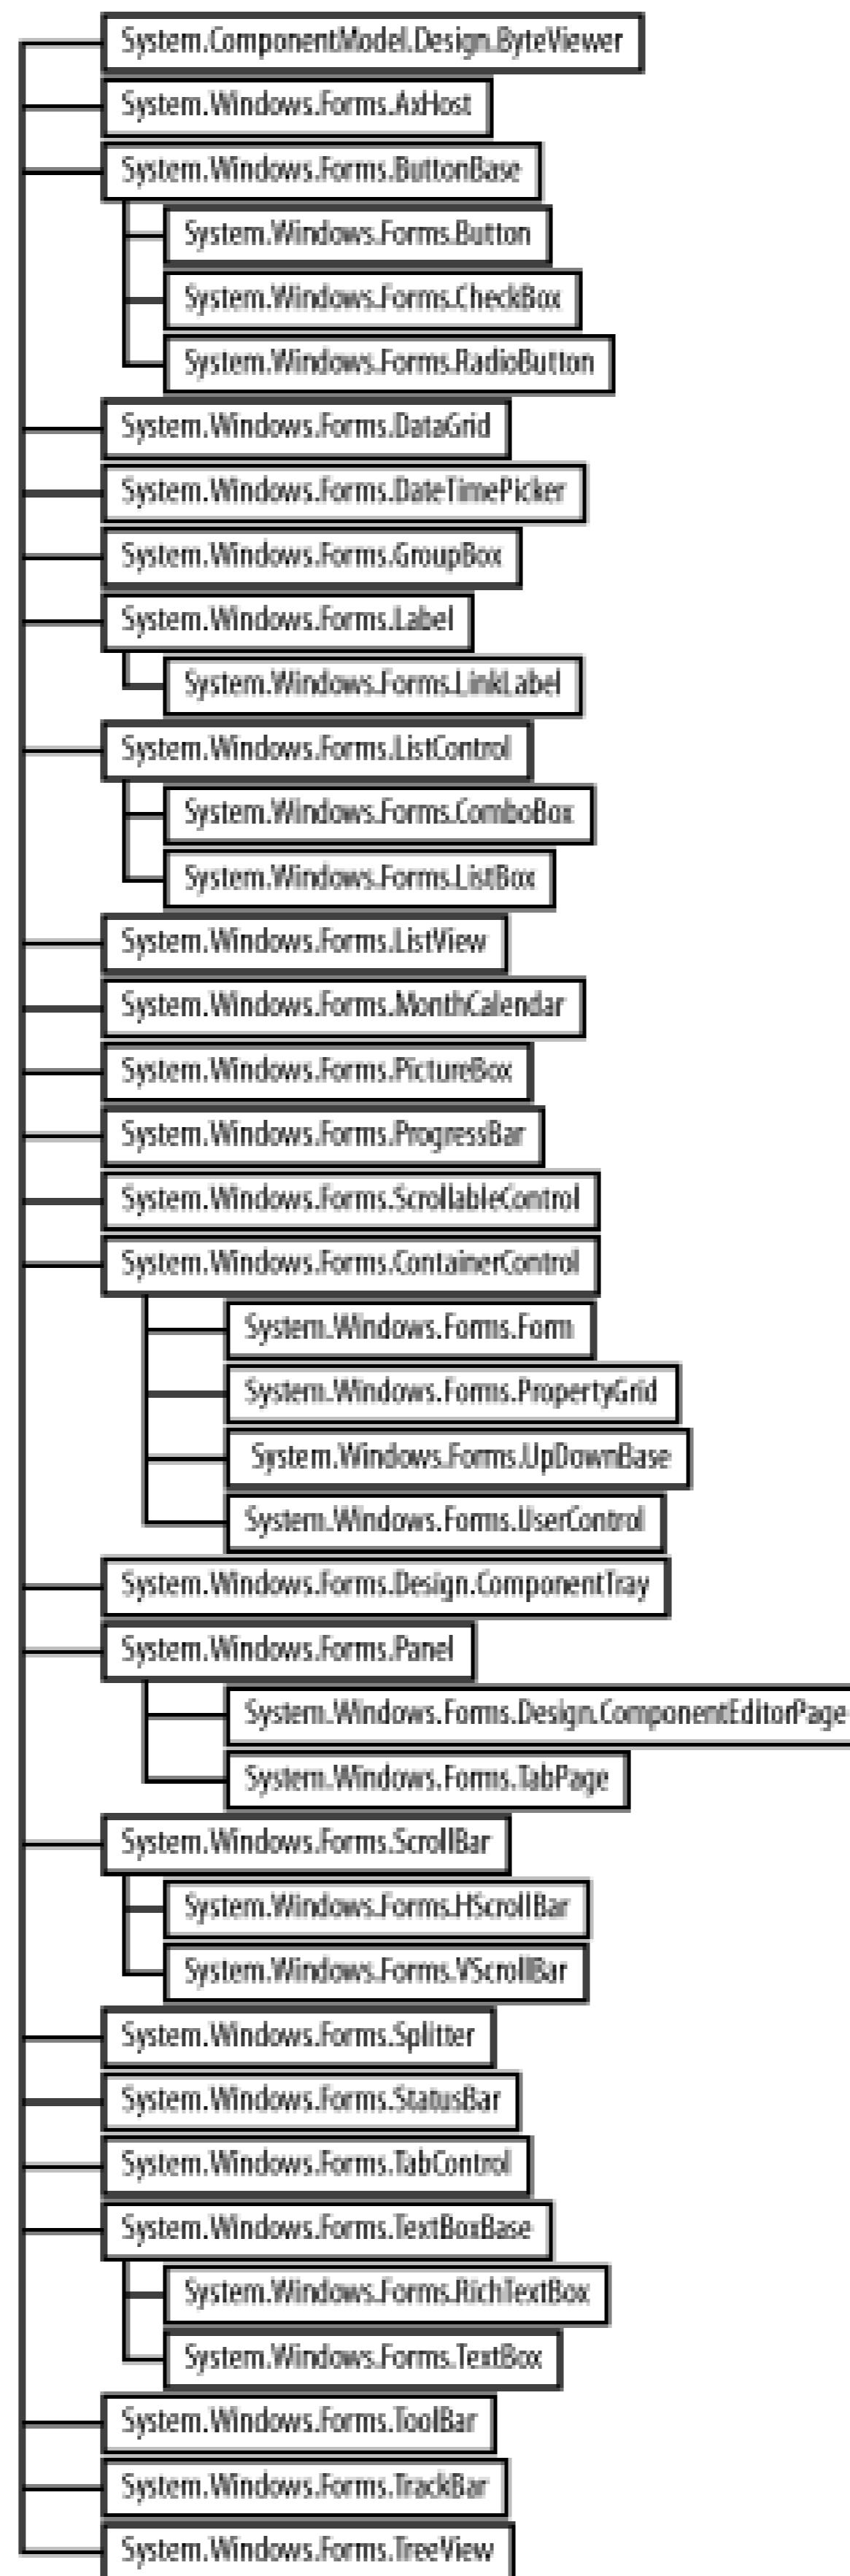 System.ComponentModel.Design.ByteViewer
System.Windows.Forms.AxHost
System.Windows.Forms.ButtonBase
System.Windows.Forms.Button
System.Windows.Forms.CheckBox
System.Windows.Forms.RadioButton
System.Windows.Forms.DataGrid
System.Windows.Forms.DateTimePicker
System.Windows.Forms.GroupBox
System.Windows.Forms.Label
System.Windows.Forms.LinkLabel
System.Windows.Forms.ListControl
System.Windows.Forms.ComboBox
System.Windows.Forms.ListBox
System.Windows.Forms.ListView
System.Windows.Forms.MonthCalendar
System.Windows.Forms.PictureBox
System.Windows.Forms.ProgressBar
System.Windows.Forms.ScrollableControl
System.Windows.Forms.ContainerControl
System.Windows.Forms.Form
System.Windows.Forms.PropertyGrid
System.Windows.Forms.UpDownBase
System.Windows.Forms.UserControl
System.Windows.Forms.Design.ComponentTray
System.Windows.Forms.Panel
System.Windows.Forms.Design.ComponentEditorPage
System.Windows.Forms.TabPage
System.Windows.Forms.ScrollBar
System.Windows.Forms.HScrollBar
System.Windows.Forms.VScrollBar
System.Windows.Forms.Splitter
System.Windows.Forms.StatusBar
System.Windows.Forms.TabControl
System.Windows.Forms.TextBoxBase
System.Windows.Forms.RichTextBox
System.Windows.Forms.TextBox
System.Windows.Forms.ToolBar
System.Windows.Forms.TrackBar
System.Windows.Forms.TreeView